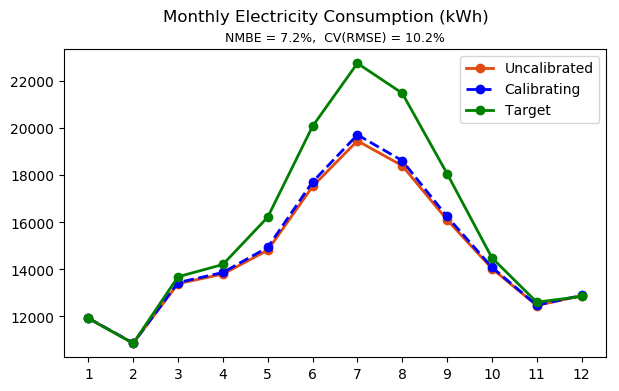 Monthly Electricity Consumption (kWh)
NMBE = 7.2%,  CV(RMSE) = 10.2%
Uncalibrated
Calibrating
Target
22000
20000
18000
16000
14000
12000
1 2 3 4 5 6 7 8 9 10 11 12